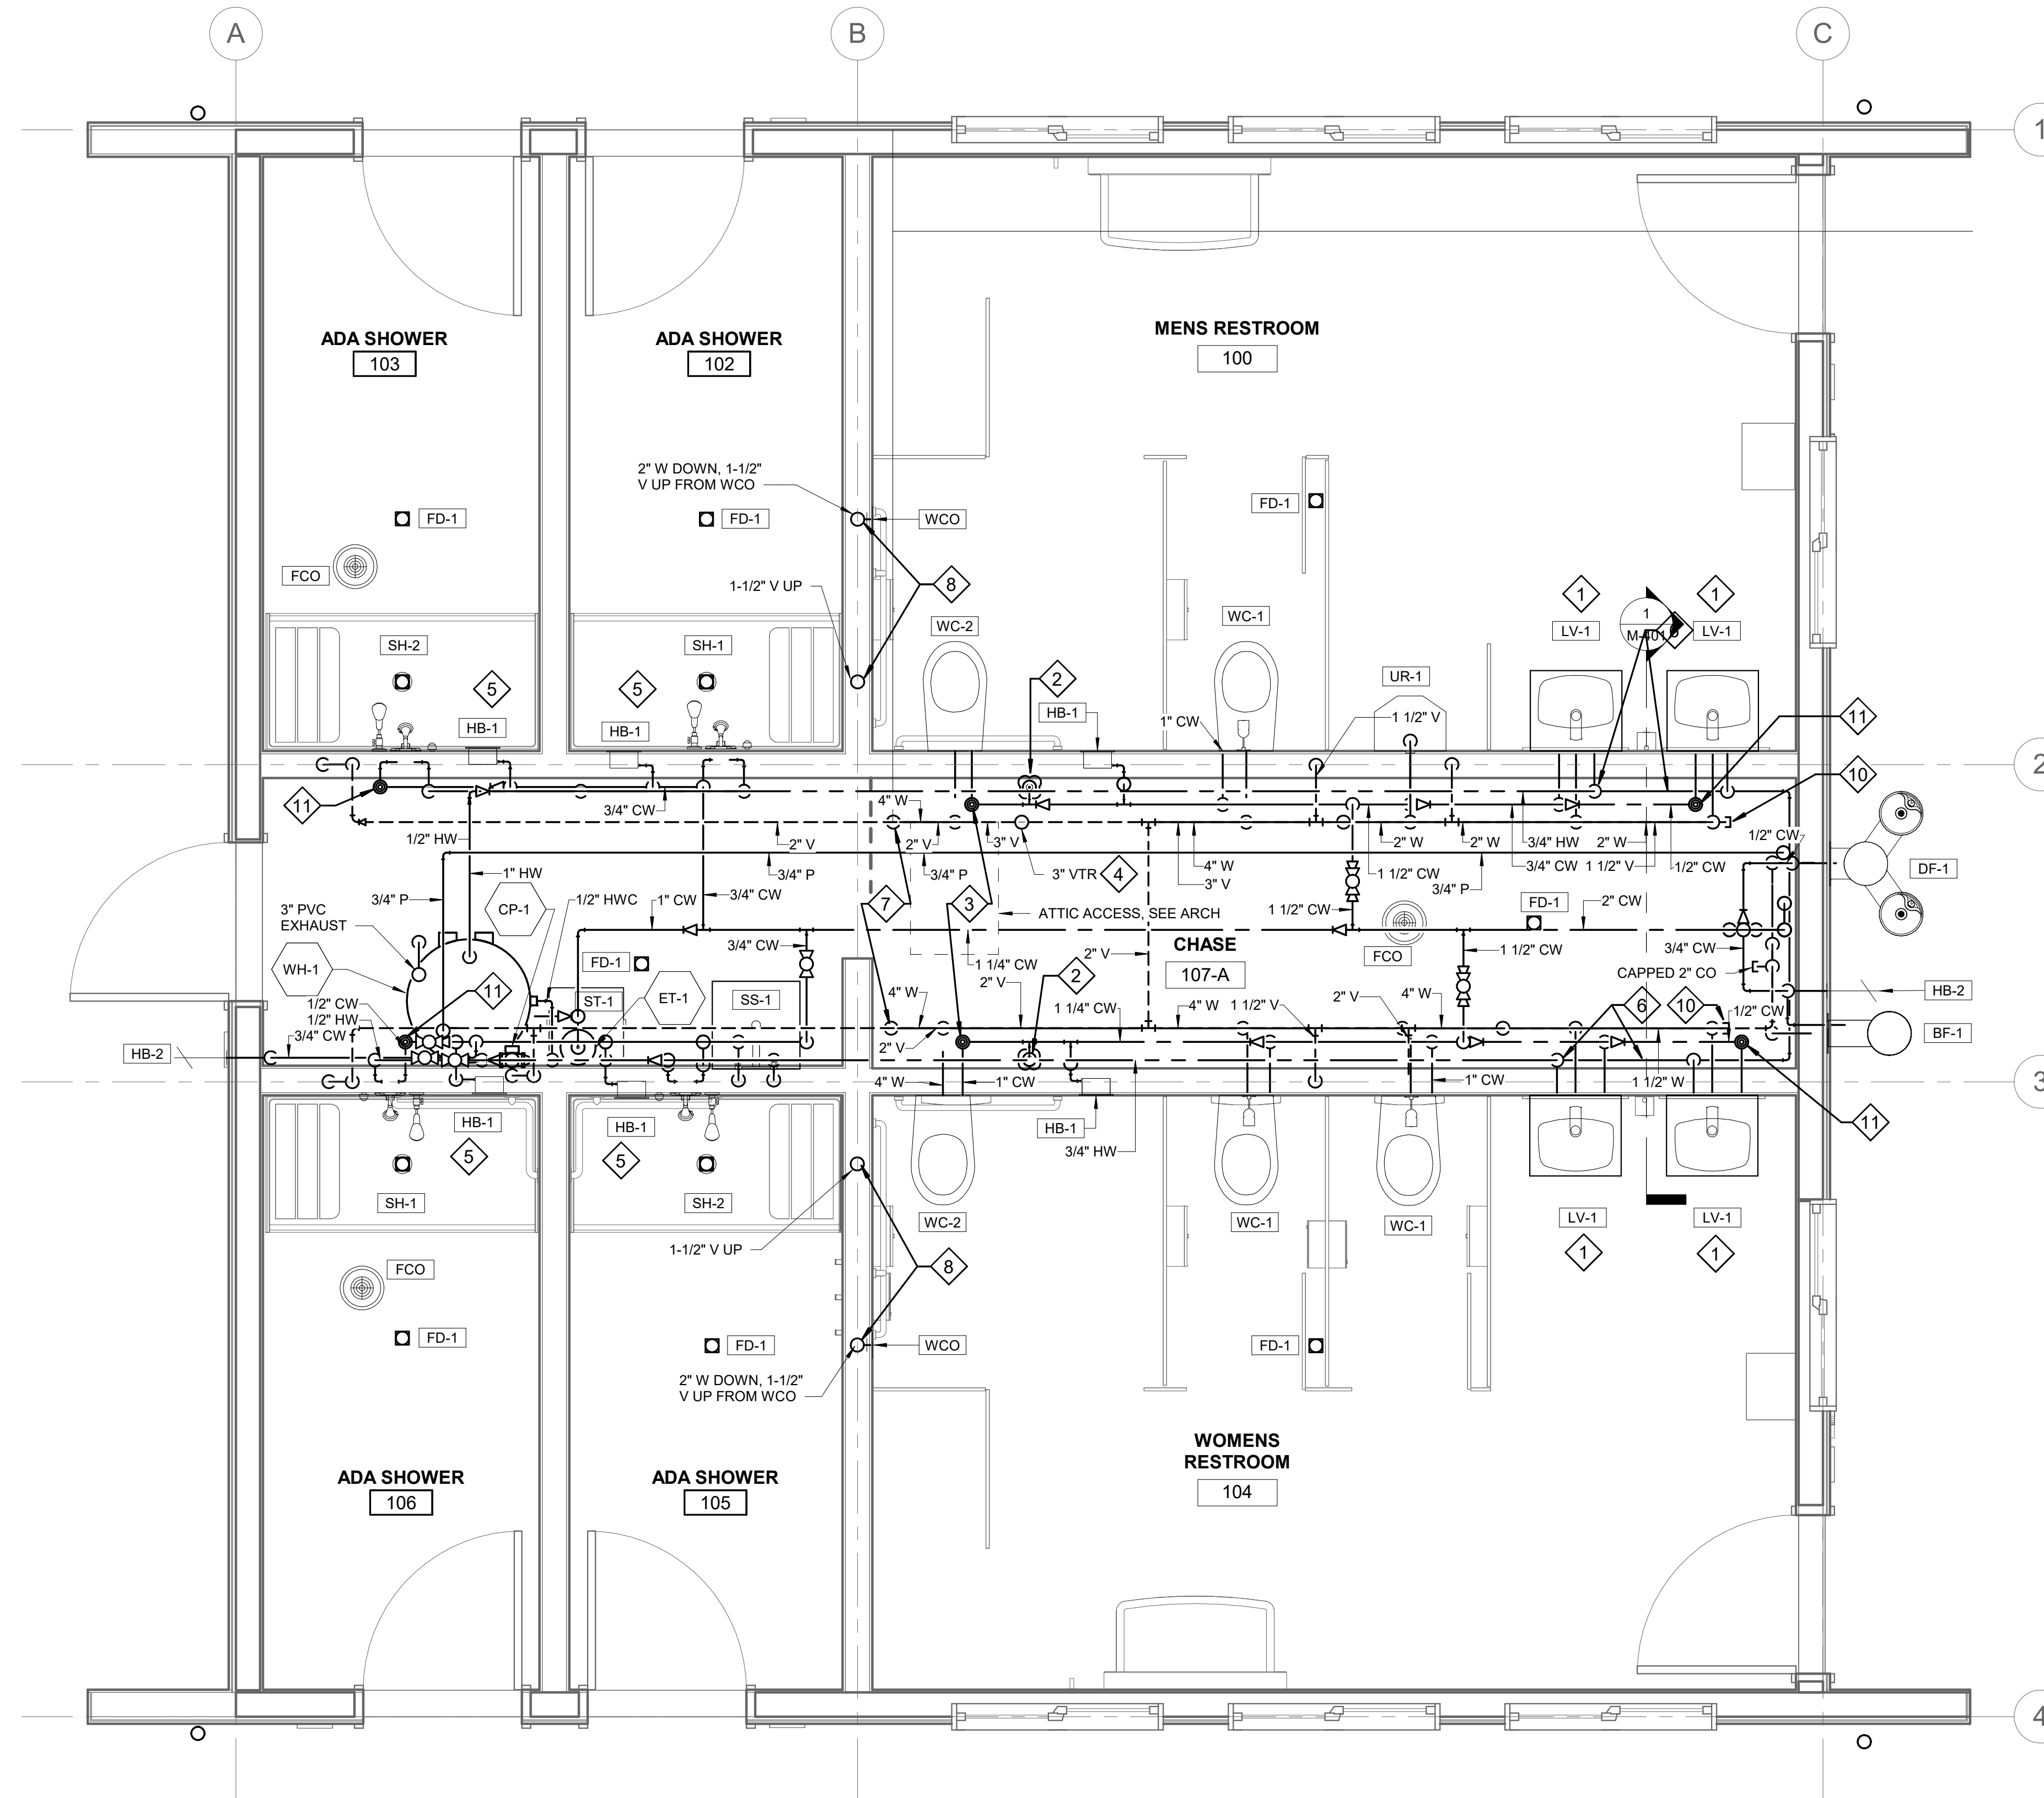 A
B
C
1
ADA SHOWER
103
ADA SHOWER
102
MENS RESTROOM
100
2" W DOWN, 1-1/2"
V UP FROM WCO
FD-1
FD-1
WCO
FD-1
FCO
1-1/2" V UP
8
1
1
WC-2
WC-1
1
M-401
LV-1
LV-1
SH-2
SH-1
5
5
2
UR-1
HB-1
HB-1
HB-1
1" CW
1 1/2" V
11
2
10
11
3/4" CW
4" W
1/2" HW
2" V
2" V
3" V
2" W
2" W
3/4" HW
2" W
1/2" CW
3/4" P
3/4" P
3" VTR
4
4" W
3" V
1 1/2" CW
3/4" P
3/4" CW
1 1/2" V
1/2" CW
DF-1
1" HW
3/4" P
CP-1
1/2" HWC
1" CW
3/4" CW
7
3
ATTIC ACCESS, SEE ARCH
1 1/2" CW
FD-1
2" CW
3" PVC
EXHAUST
3/4" CW
CHASE
107-A
2" V
FCO
1 1/2" CW
3/4" CW
WH-1
FD-1
1 1/4" CW
2
CAPPED 2" CO
11
ST-1
ET-1
SS-1
2" V
HB-2
1/2" CW
1/2" HW
3/4" CW
4" W
1 1/4" CW
4" W
1 1/2" V
2" V
4" W
6
10
1/2" CW
BF-1
HB-2
2" V
4" W
1" CW
1" CW
1 1/2" W
3
HB-1
HB-1
HB-1
11
5
5
3/4" HW
SH-1
SH-2
WC-2
WC-1
WC-1
LV-1
LV-1
1
1
1-1/2" V UP
8
FCO
FD-1
FD-1
WCO
FD-1
2" W DOWN, 1-1/2"
V UP FROM WCO
WOMENS
RESTROOM
104
ADA SHOWER
106
ADA SHOWER
105
4